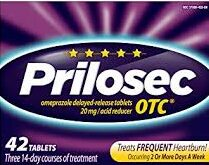 Prilosec
omeprazole delayed-release tablets
20 mg / acid reducer
OTC®
42 TABLETS
Three 14-day courses of treatment
Treats FREQUENT Heartburn!
Occurring 2 Or More Days A Week